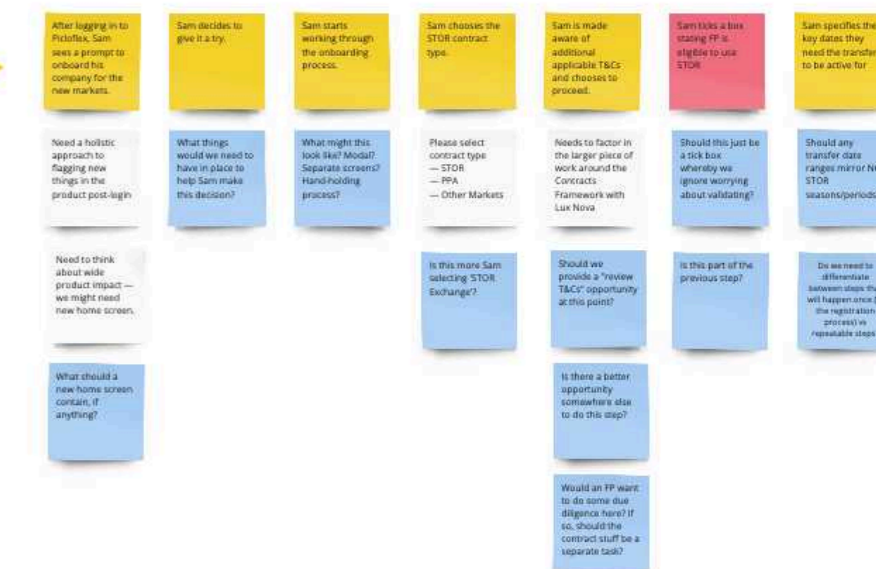 After logging in to
Picloflex, Sam
sees a prompt to
onboard his
company for the
new markets.
Sam decides to
give it a try.
Sam starts
working through
the onboarding
process.
Sam chooses the
STOR contract
type.
Sam is made
aware of
additional
applicable T&Cs
and chooses to
proceed.
Sam ticks a box
stating FP is
eligible to use
STOR
Sam specifies the
key dates they
need the transfer
to be active for
Need a holistic
approach to
flagging new
things in the
product post-login
What things
would we need to
have in place to
help Sam make
this decision?
What might this
look like? Modal?
Separate screens?
Hand-holding
process?
Please select
contract type
— STOR
— PPA
— Other Markets
Needs to factor in
the larger piece of
work around the
Contracts
Framework with
Lux Nova
Should this just be
a tick box
whereby we
ignore worrying
about validating?
Should any
transfer date
ranges mirror
STOR
seasons/periods
Need to think
about wide
product impact —
we might need
new home screen.
Is this more Sam
selecting 'STOR
Exchange'?
Should we
provide a "review
T&Cs" opportunity
at this point?
Is this part of the
previous step?
Do we need to
differentiate
between steps
will happen once
the registration
process) vs
repeatable steps
What should a
new home screen
contain, if
anything?
Is there a better
opportunity
somewhere else
to do this step?
Would an FP want
to do some due
diligence here? If
so, should the
contract stuff be a
separate task?